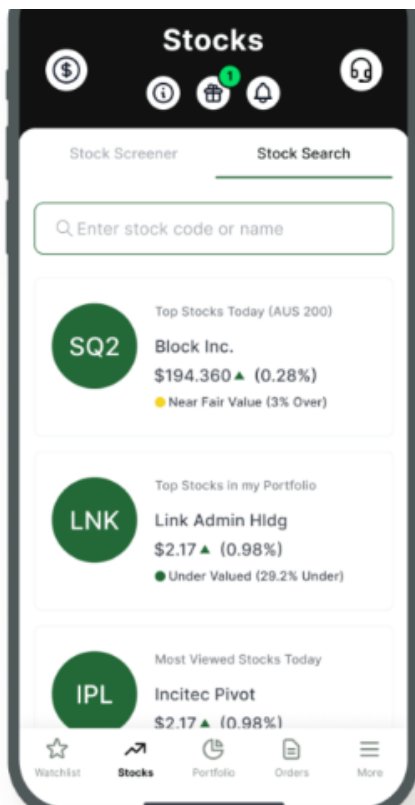 Stocks
1
Stock Screener
Stock Search
Enter stock code or name
Top Stocks Today (AUS 200)
SQ2
Block Inc.
$194.360 ▲ (0.28%)
Near Fair Value (3% Over)
Top Stocks in my Portfolio
LNK
Link Admin Hldg
$2.17 ▲ (0.98%)
Under Valued (29.2% Under)
Most Viewed Stocks Today
IPL
Incitec Pivot
$2.17 ▲ (0.98%)
Watchlist
Stocks
Portfolio
Orders
More